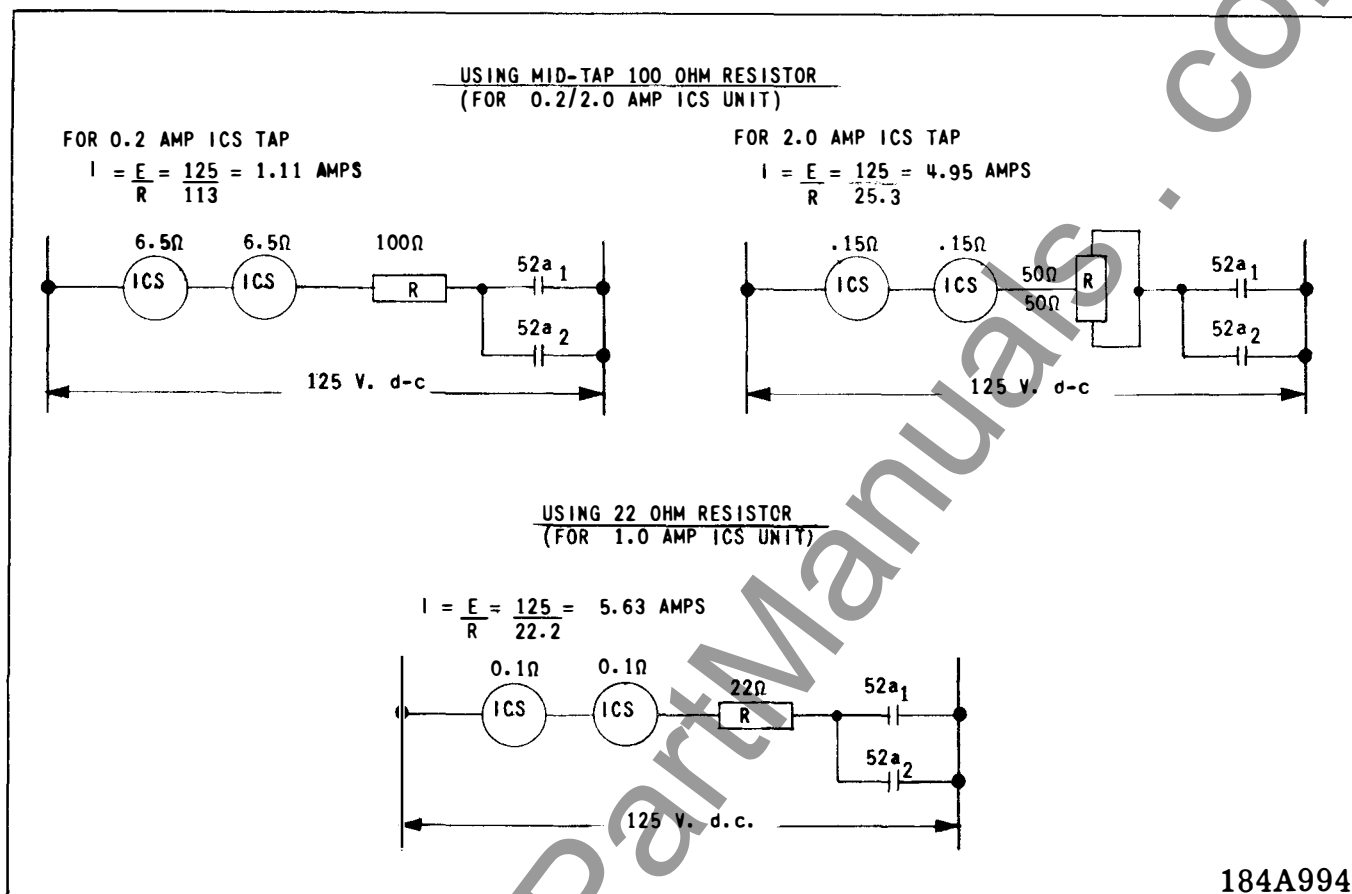 USING MID-TAP 100 OHM RESISTOR
(FOR 0.2/2.0 AMP ICS UNIT)
FOR 0.2 AMP ICS TAP
I = E/R = 125/113 = 1.11 AMPS
6.5Ω 6.5Ω 100Ω
ICS ICS R
52a1
52a2
125 V. d-c
FOR 2.0 AMP ICS TAP
I = E/R = 125/25.3 = 4.95 AMPS
.15Ω .15Ω
ICS ICS 50Ω R
50Ω
52a1
52a2
125 V. d-c
USING 22 OHM RESISTOR
(FOR 1.0 AMP ICS UNIT)
I = E/R = 125/22.2 = 5.63 AMPS
0.1Ω 0.1Ω 22Ω
ICS ICS R
52a1
52a2
125 V. d.c.
184A994
PartManuals . co